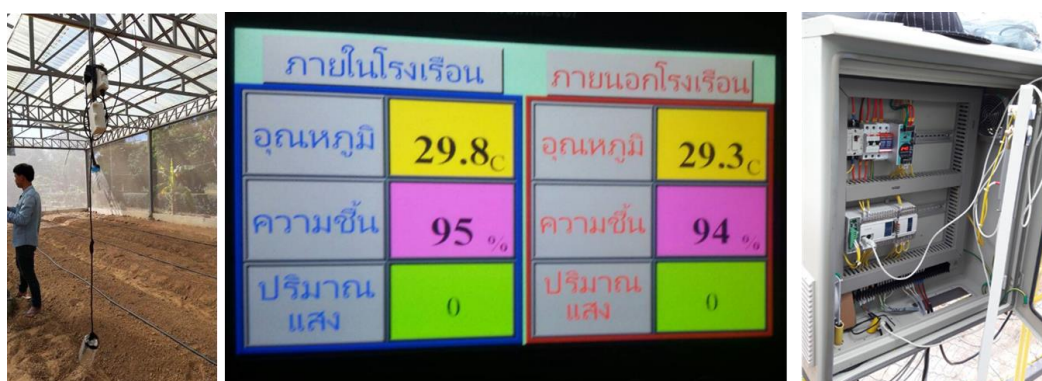 ภายในโรงเรือน
ภายนอกโรงเรือน
อุณหภูมิ 29.8C
อุณหภูมิ 29.3C
ความชื้น 95 %
ความชื้น 94 %
ปริมาณ
แสง 0
ปริมาณ
แสง 0